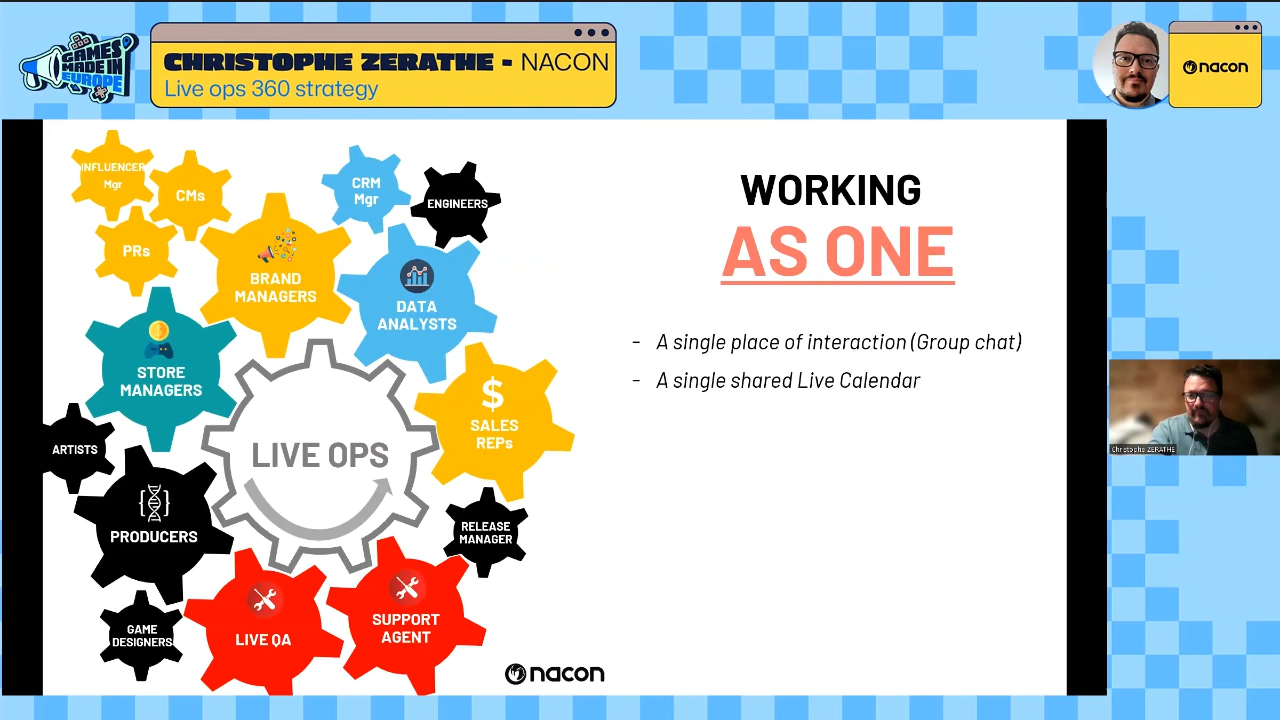 GAMES
MADE IN
EUROPE
CHRISTOPHE ZERATHE - NACON
Live ops 360 strategy
nacon
INFLUENCER
Mgr
CMs
PRs
BRAND
MANAGERS
CRM
Mgr
ENGINEERS
DATA
ANALYSTS
STORE
MANAGERS
$
SALES
REPs
LIVE OPS
ARTISTS
PRODUCERS
RELEASE
MANAGER
GAME
DESIGNERS
LIVE QA
SUPPORT
AGENT
nacon
WORKING
AS ONE
- A single place of interaction (Group chat)
- A single shared Live Calendar
Christophe ZERATHE